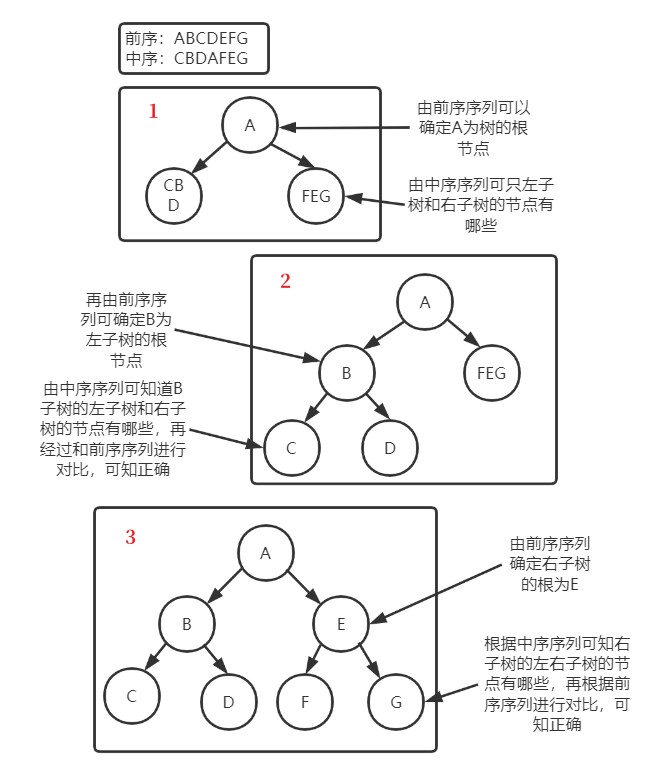 前序：ABCDEFG
中序：CBDAFEG
1
A
CB
D
FEG
由前序序列可以
确定A为树的根
节点
由中序序列可只左子
树和右子树的节点有
哪些
2
A
B
FEG
C
D
再由前序序
列可确定B为
左子树的根
节点
由中序序列可知道B
子树的左子树和右子
树的节点有哪些，再
经过和前序序列进行
对比，可知正确
3
A
B
E
C
D
F
G
由前序序列
确定右子树
的根为E
根据中序序列可知右
子树的左右子树的节
点有哪些，再根据前
序序列进行对比，可
知正确